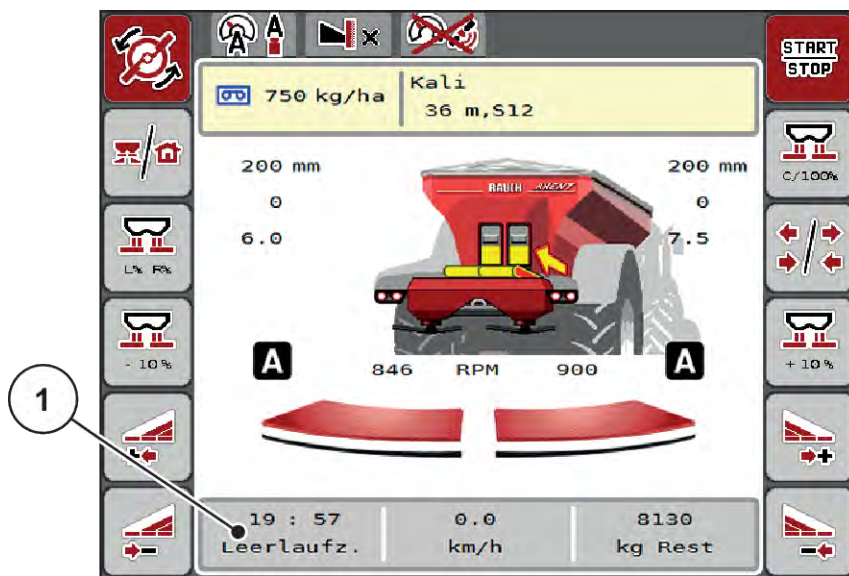 A A
START
STOP
750 kg/ha
Kali
36 m,S12
200 mm
0
6.0
RAUCH AXENT
200 mm
0
7.5
C/100%
L% R%
- 10 %
+ 10 %
A
846 RPM 900
A
1
19 : 57
Leerlaufz.
0.0
km/h
8130
kg Rest